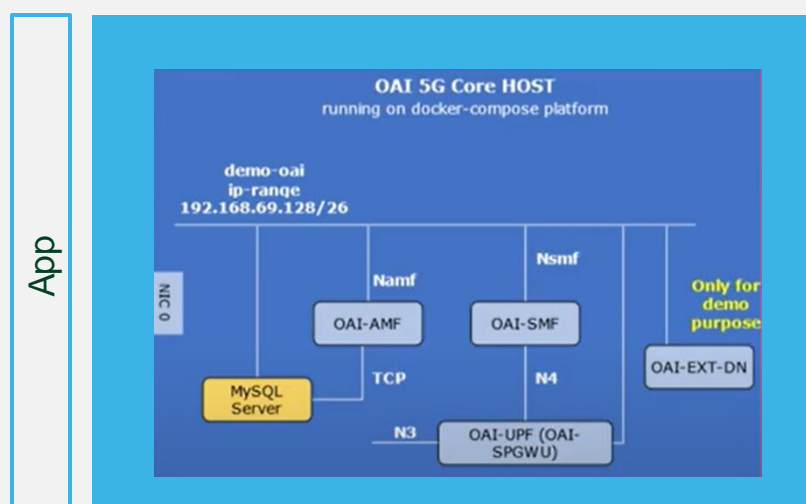 App
OAI 5G Core HOST
running on docker-compose platform
demo-oai
ip-range
192.168.69.128/26
Namf
Nsmf
NIC 0
Only for
demo
purpose
OAI-AMF
OAI-SMF
OAI-EXT-DN
TCP
N4
MySQL
Server
N3
OAI-UPF (OAI-
SPGWU)